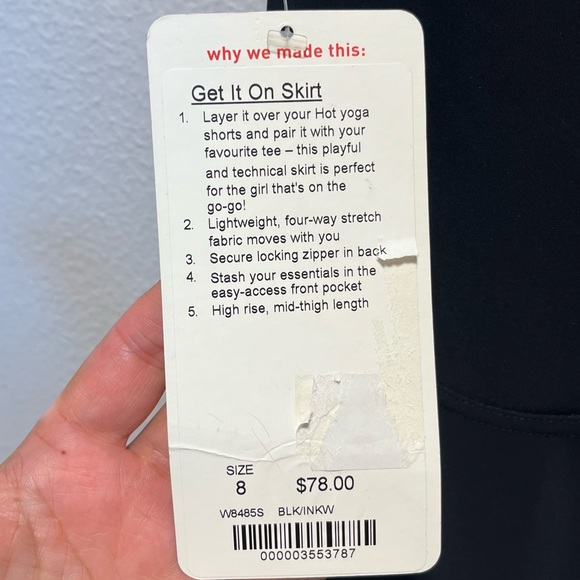 why we made this:
Get It On Skirt
1. Layer it over your Hot yoga
shorts and pair it with your
favourite tee – this playful
and technical skirt is perfect
for the girl that's on the
go-go!
2. Lightweight, four-way stretch
fabric moves with you
3. Secure locking zipper in back
4. Stash your essentials in the
easy-access front pocket
5. High rise, mid-thigh length
SIZE
8 $78.00
W8485S BLK/INKW
000003553787